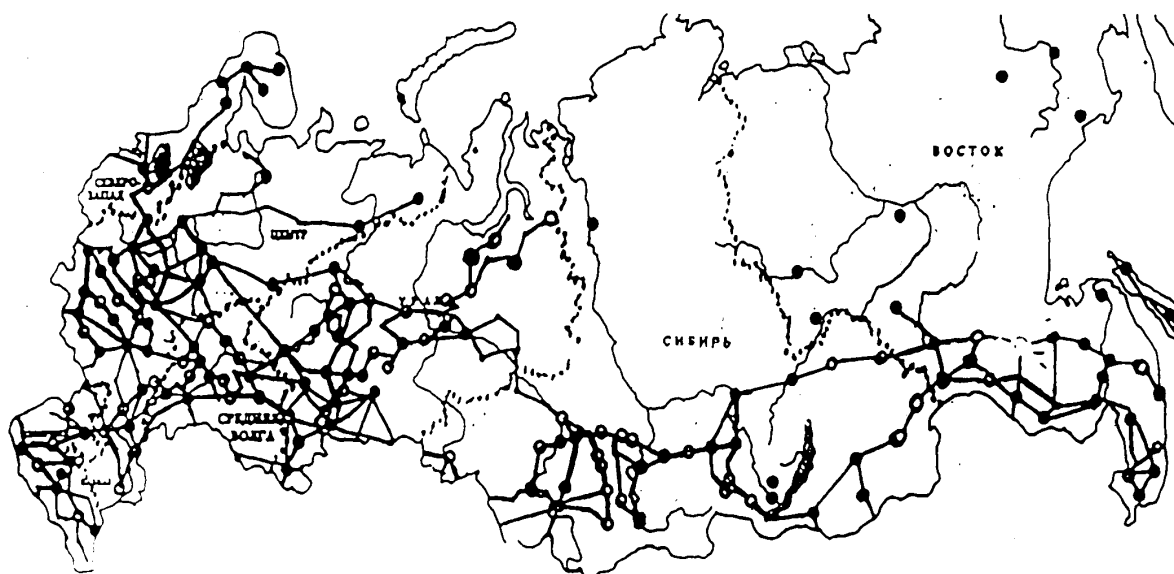 СЕВЕРО-
ЗАПАД
ЦЕНТР
УРАЛ
ВОСТОК
СИБИРЬ
СРЕДНЯЯ
ВОЛГА